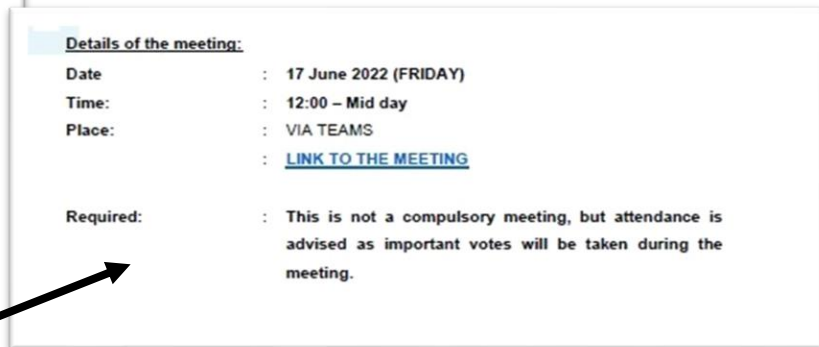 Details of the meeting:
Date : 17 June 2022 (FRIDAY)
Time: : 12:00 – Mid day
Place: : VIA TEAMS
: LINK TO THE MEETING
Required: : This is not a compulsory meeting, but attendance is
advised as important votes will be taken during the
meeting.